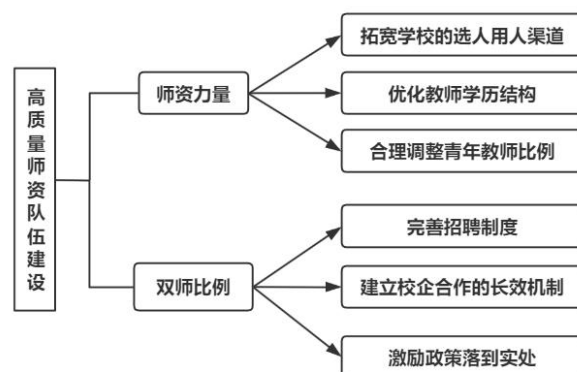 高质量师资队伍建设
师资力量
拓宽学校的选人用人渠道
优化教师学历结构
合理调整青年教师比例
双师比例
完善招聘制度
建立校企合作的长效机制
激励政策落到实处